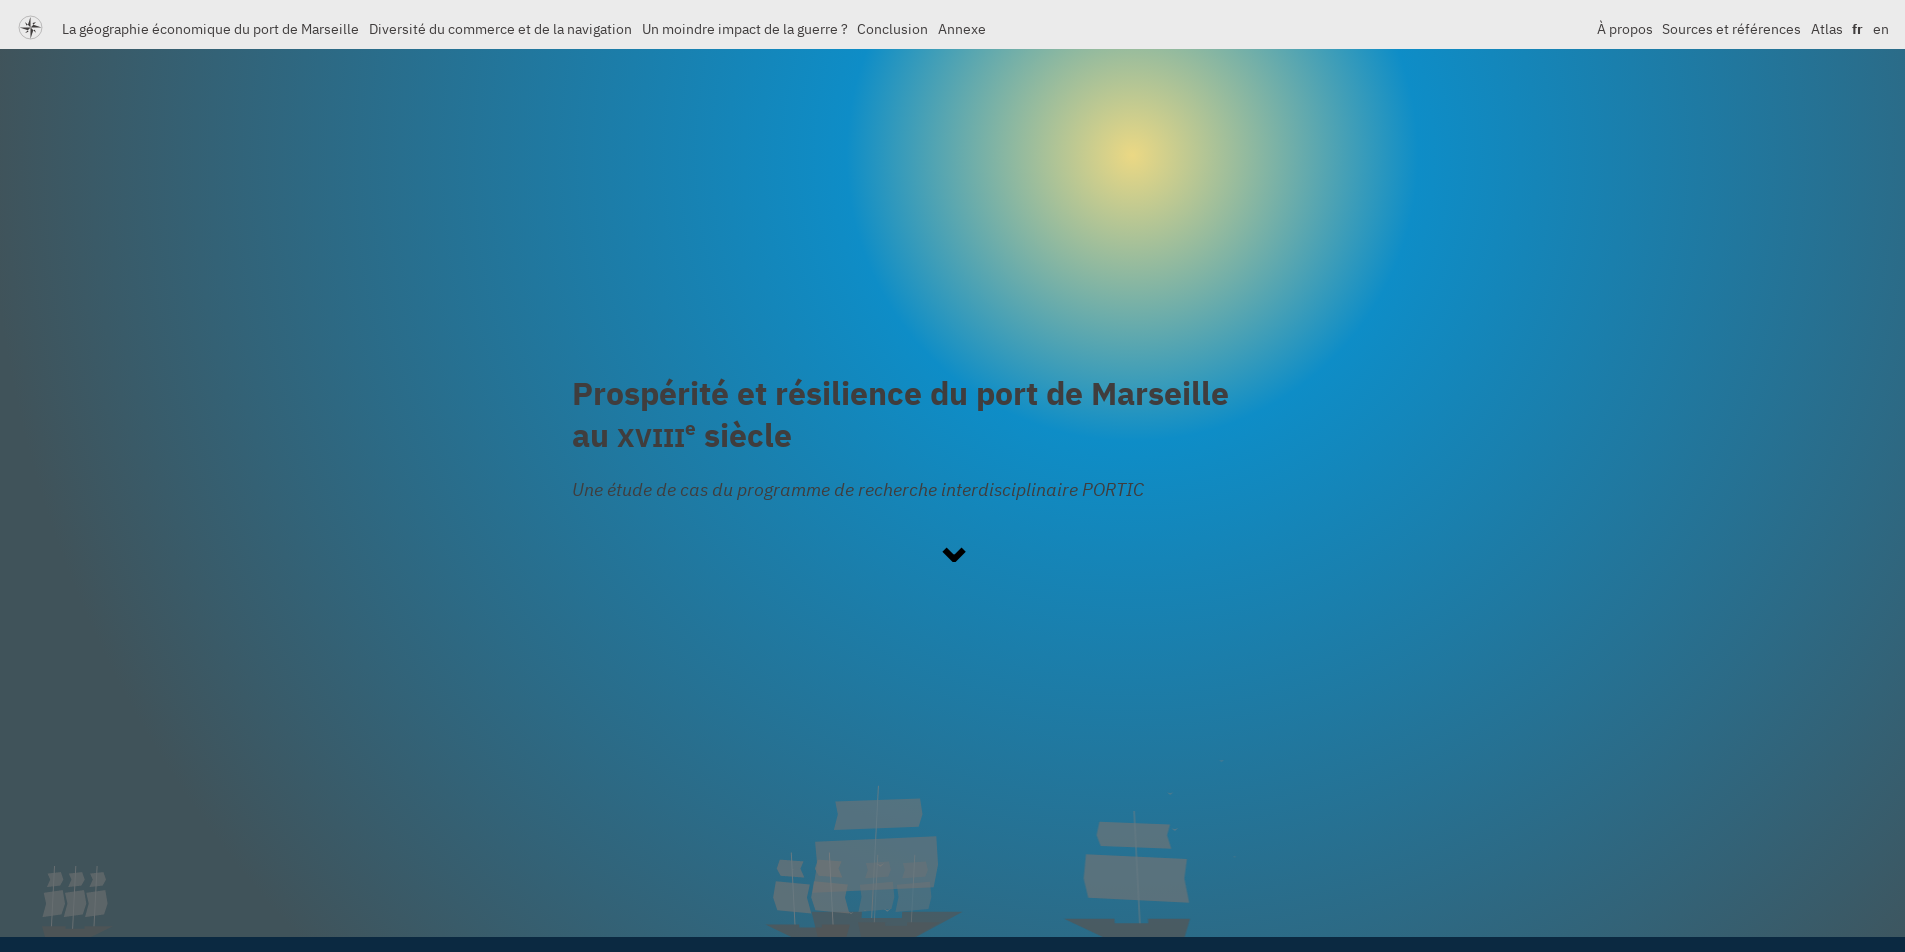 La géographie économique du port de Marseille Diversité du commerce et de la navigation Un moindre impact de la guerre ? Conclusion Annexe À propos Sources et références Atlas fr en
Prospérité et résilience du port de Marseille
au XVIIIe siècle
Une étude de cas du programme de recherche interdisciplinaire PORTIC